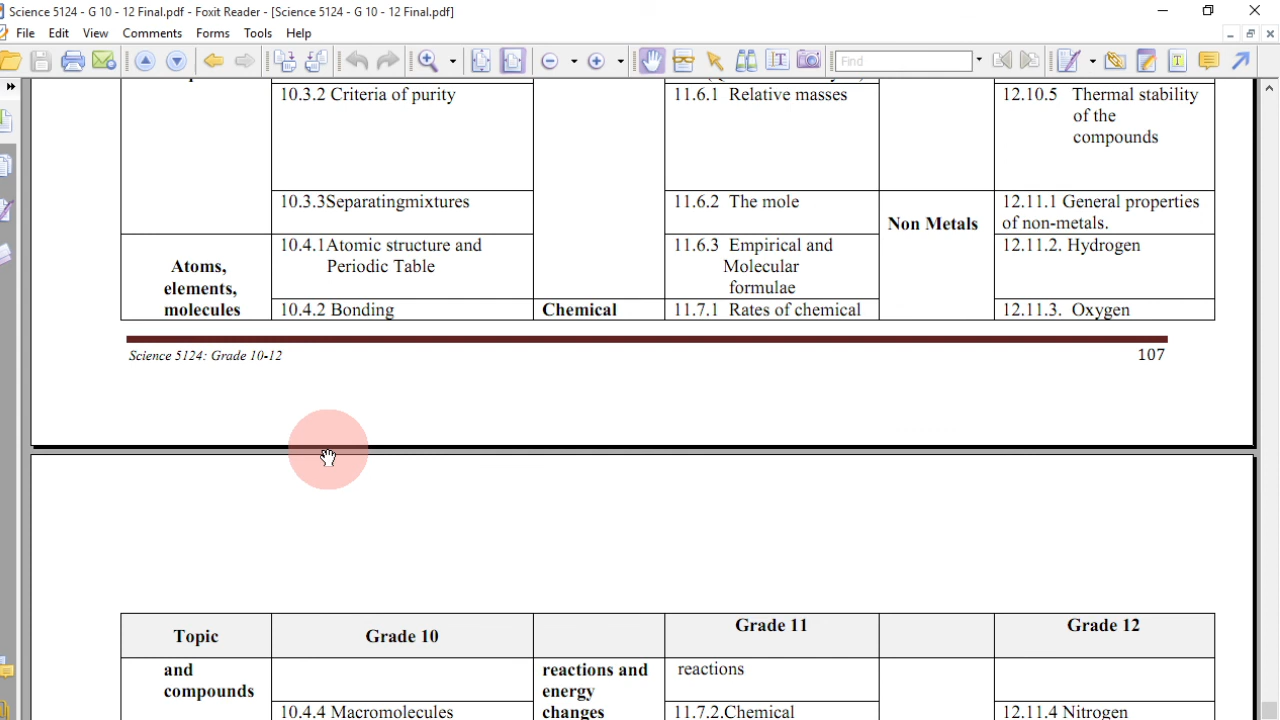 Science 5124 - G 10 - 12 Final.pdf - Foxit Reader - [Science 5124 - G 10 - 12 Final.pdf]
File Edit View Comments Forms Tools Help
Find
10.3.2 Criteria of purity
11.6.1 Relative masses
12.10.5 Thermal stability
of the
compounds
10.3.3Separatingmixtures
11.6.2 The mole
Non Metals
12.11.1 General properties
of non-metals.
Atoms,
elements,
molecules
10.4.1Atomic structure and
Periodic Table
11.6.3 Empirical and
Molecular
formulae
12.11.2. Hydrogen
10.4.2 Bonding
Chemical
11.7.1 Rates of chemical
12.11.3. Oxygen
Science 5124: Grade 10-12
107
Topic
Grade 10
Grade 11
Grade 12
and
compounds
reactions and
energy
changes
reactions
10.4.4 Macromolecules
11.7.2.Chemical
12.11.4 Nitrogen